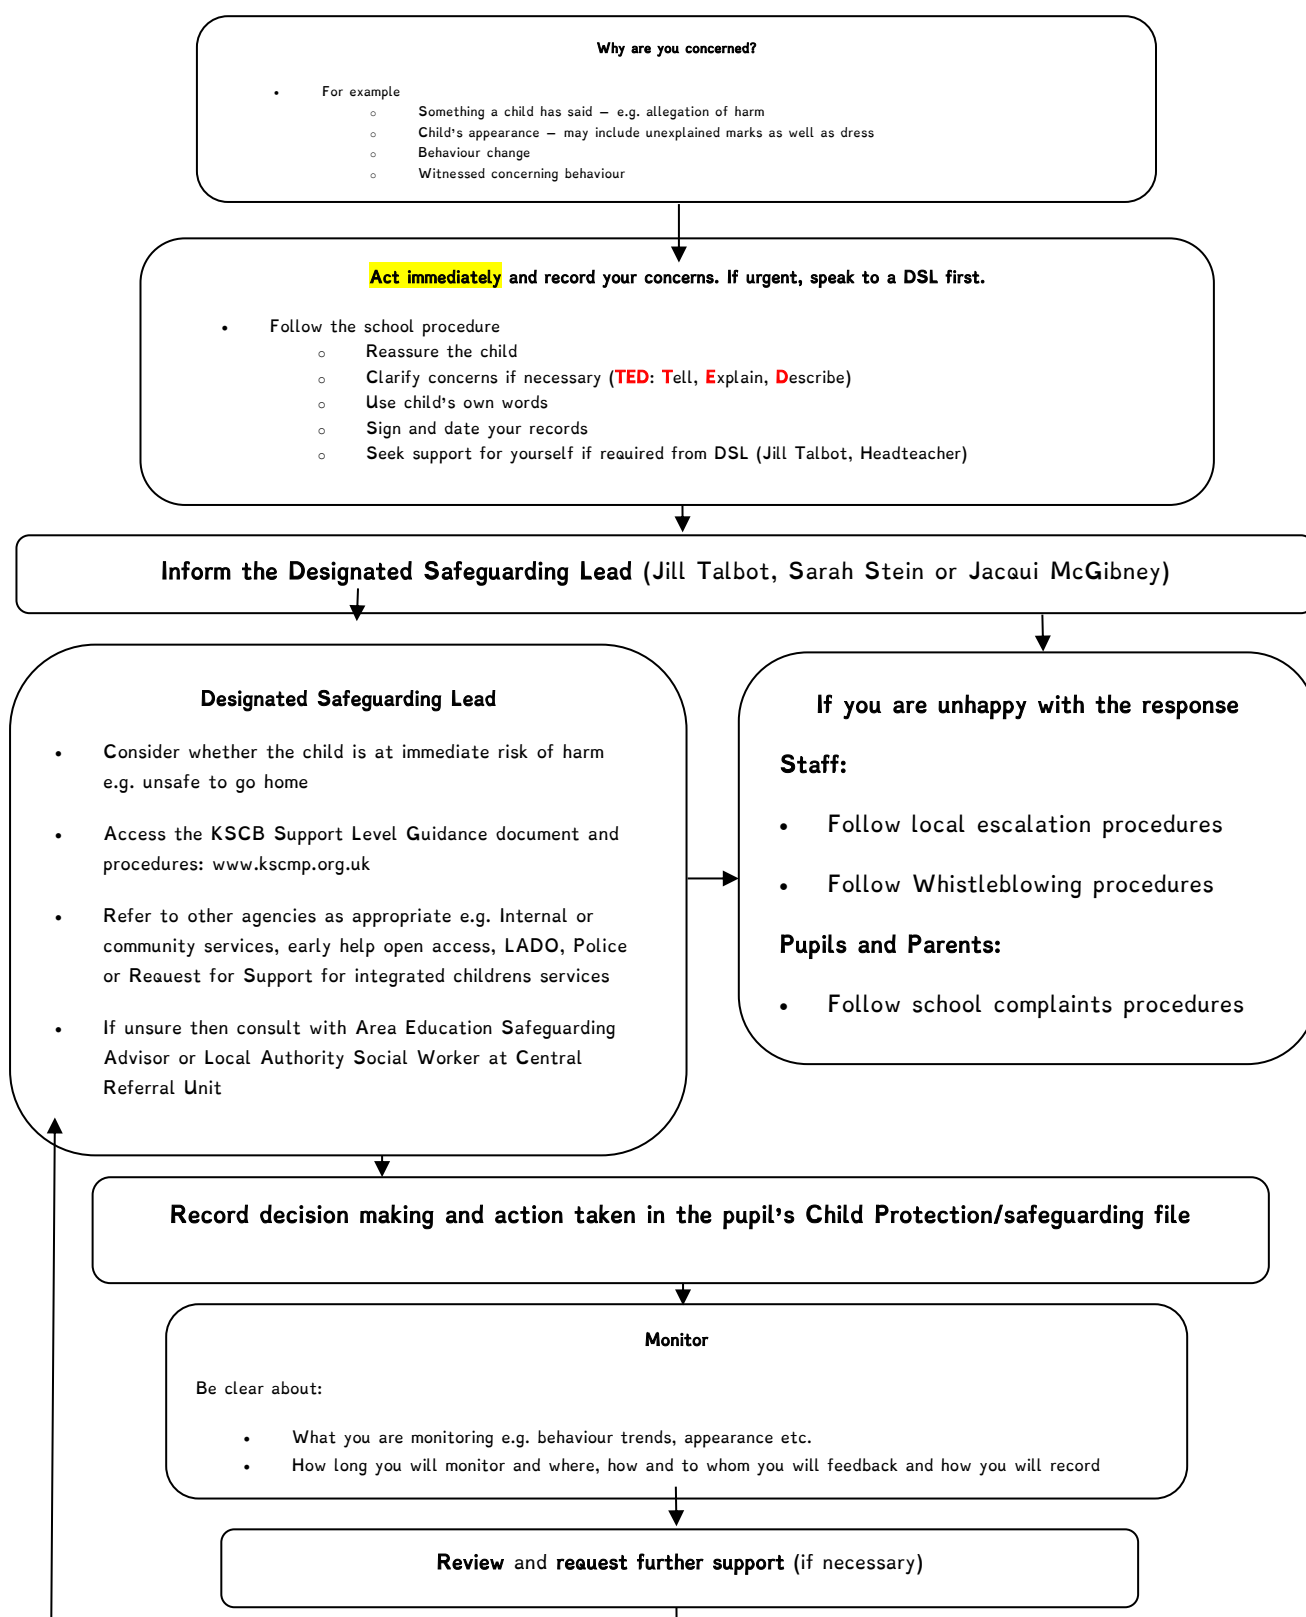 Why are you concerned?
• For example
○ Something a child has said – e.g. allegation of harm
○ Child's appearance – may include unexplained marks as well as dress
○ Behaviour change
○ Witnessed concerning behaviour
Act immediately and record your concerns. If urgent, speak to a DSL first.
• Follow the school procedure
○ Reassure the child
○ Clarify concerns if necessary (TED: Tell, Explain, Describe)
○ Use child's own words
○ Sign and date your records
○ Seek support for yourself if required from DSL (Jill Talbot, Headteacher)
Inform the Designated Safeguarding Lead (Jill Talbot, Sarah Stein or Jacqui McGibney)
Designated Safeguarding Lead
• Consider whether the child is at immediate risk of harm
e.g. unsafe to go home
• Access the KSCB Support Level Guidance document and
procedures: www.kscmp.org.uk
• Refer to other agencies as appropriate e.g. Internal or
community services, early help open access, LADO, Police
or Request for Support for integrated childrens services
• If unsure then consult with Area Education Safeguarding
Advisor or Local Authority Social Worker at Central
Referral Unit
If you are unhappy with the response
Staff:
• Follow local escalation procedures
• Follow Whistleblowing procedures
Pupils and Parents:
• Follow school complaints procedures
Record decision making and action taken in the pupil's Child Protection/safeguarding file
Monitor
Be clear about:
• What you are monitoring e.g. behaviour trends, appearance etc.
• How long you will monitor and where, how and to whom you will feedback and how you will record
Review and request further support (if necessary)